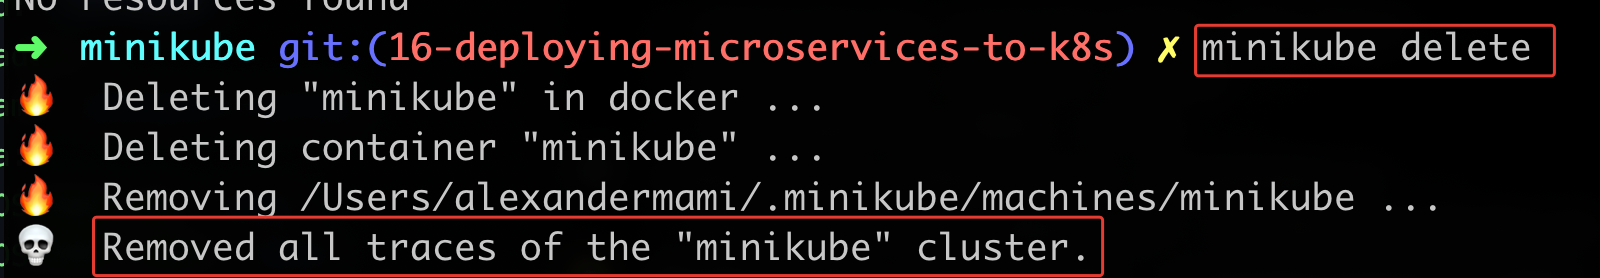 No resources found
➜ minikube git:(16-deploying-microservices-to-k8s) ✗ minikube delete
🔥 Deleting "minikube" in docker ...
🔥 Deleting container "minikube" ...
🔥 Removing /Users/alexandermami/.minikube/machines/minikube ...
💀 Removed all traces of the "minikube" cluster.